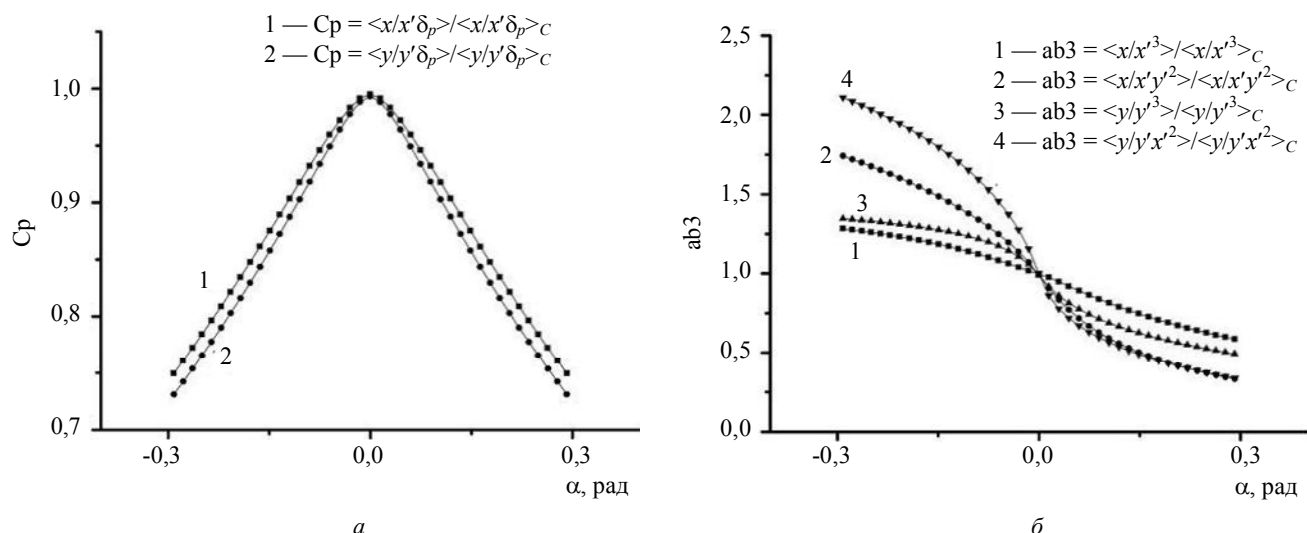 1 — Cp = <x/x′δp>/<x/x′δp>C
2 — Cp = <y/y′δp>/<y/y′δp>C
1,0
0,9
0,8
0,7
Cp
1
2
-0,3
0,0
0,3
α, рад
а
1 — ab3 = <x/x′³>/<x/x′³>C
2 — ab3 = <x/x′y′²>/<x/x′y′²>C
3 — ab3 = <y/y′³>/<y/y′³>C
4 — ab3 = <y/y′x′²>/<y/y′x′²>C
2,5
2,0
1,5
1,0
0,5
0,0
ab3
4
2
3
1
-0,3
0,0
0,3
α, рад
б